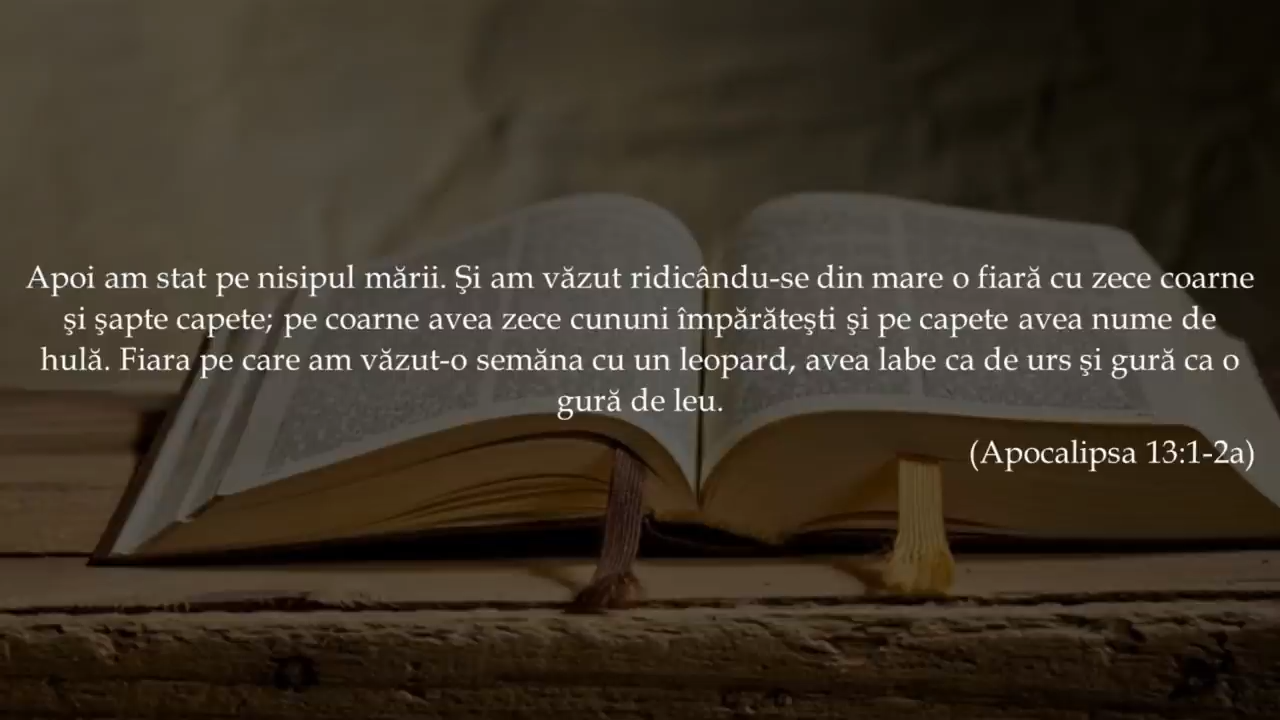 Apoi am stat pe nisipul mării. Şi am văzut ridicându-se din mare o fiară cu zece coarne
şi şapte capete; pe coarne avea zece cununi împărăteşti şi pe capete avea nume de
hulă. Fiara pe care am văzut-o semăna cu un leopard, avea labe ca de urs şi gură ca o
gură de leu.
(Apocalipsa 13:1-2a)